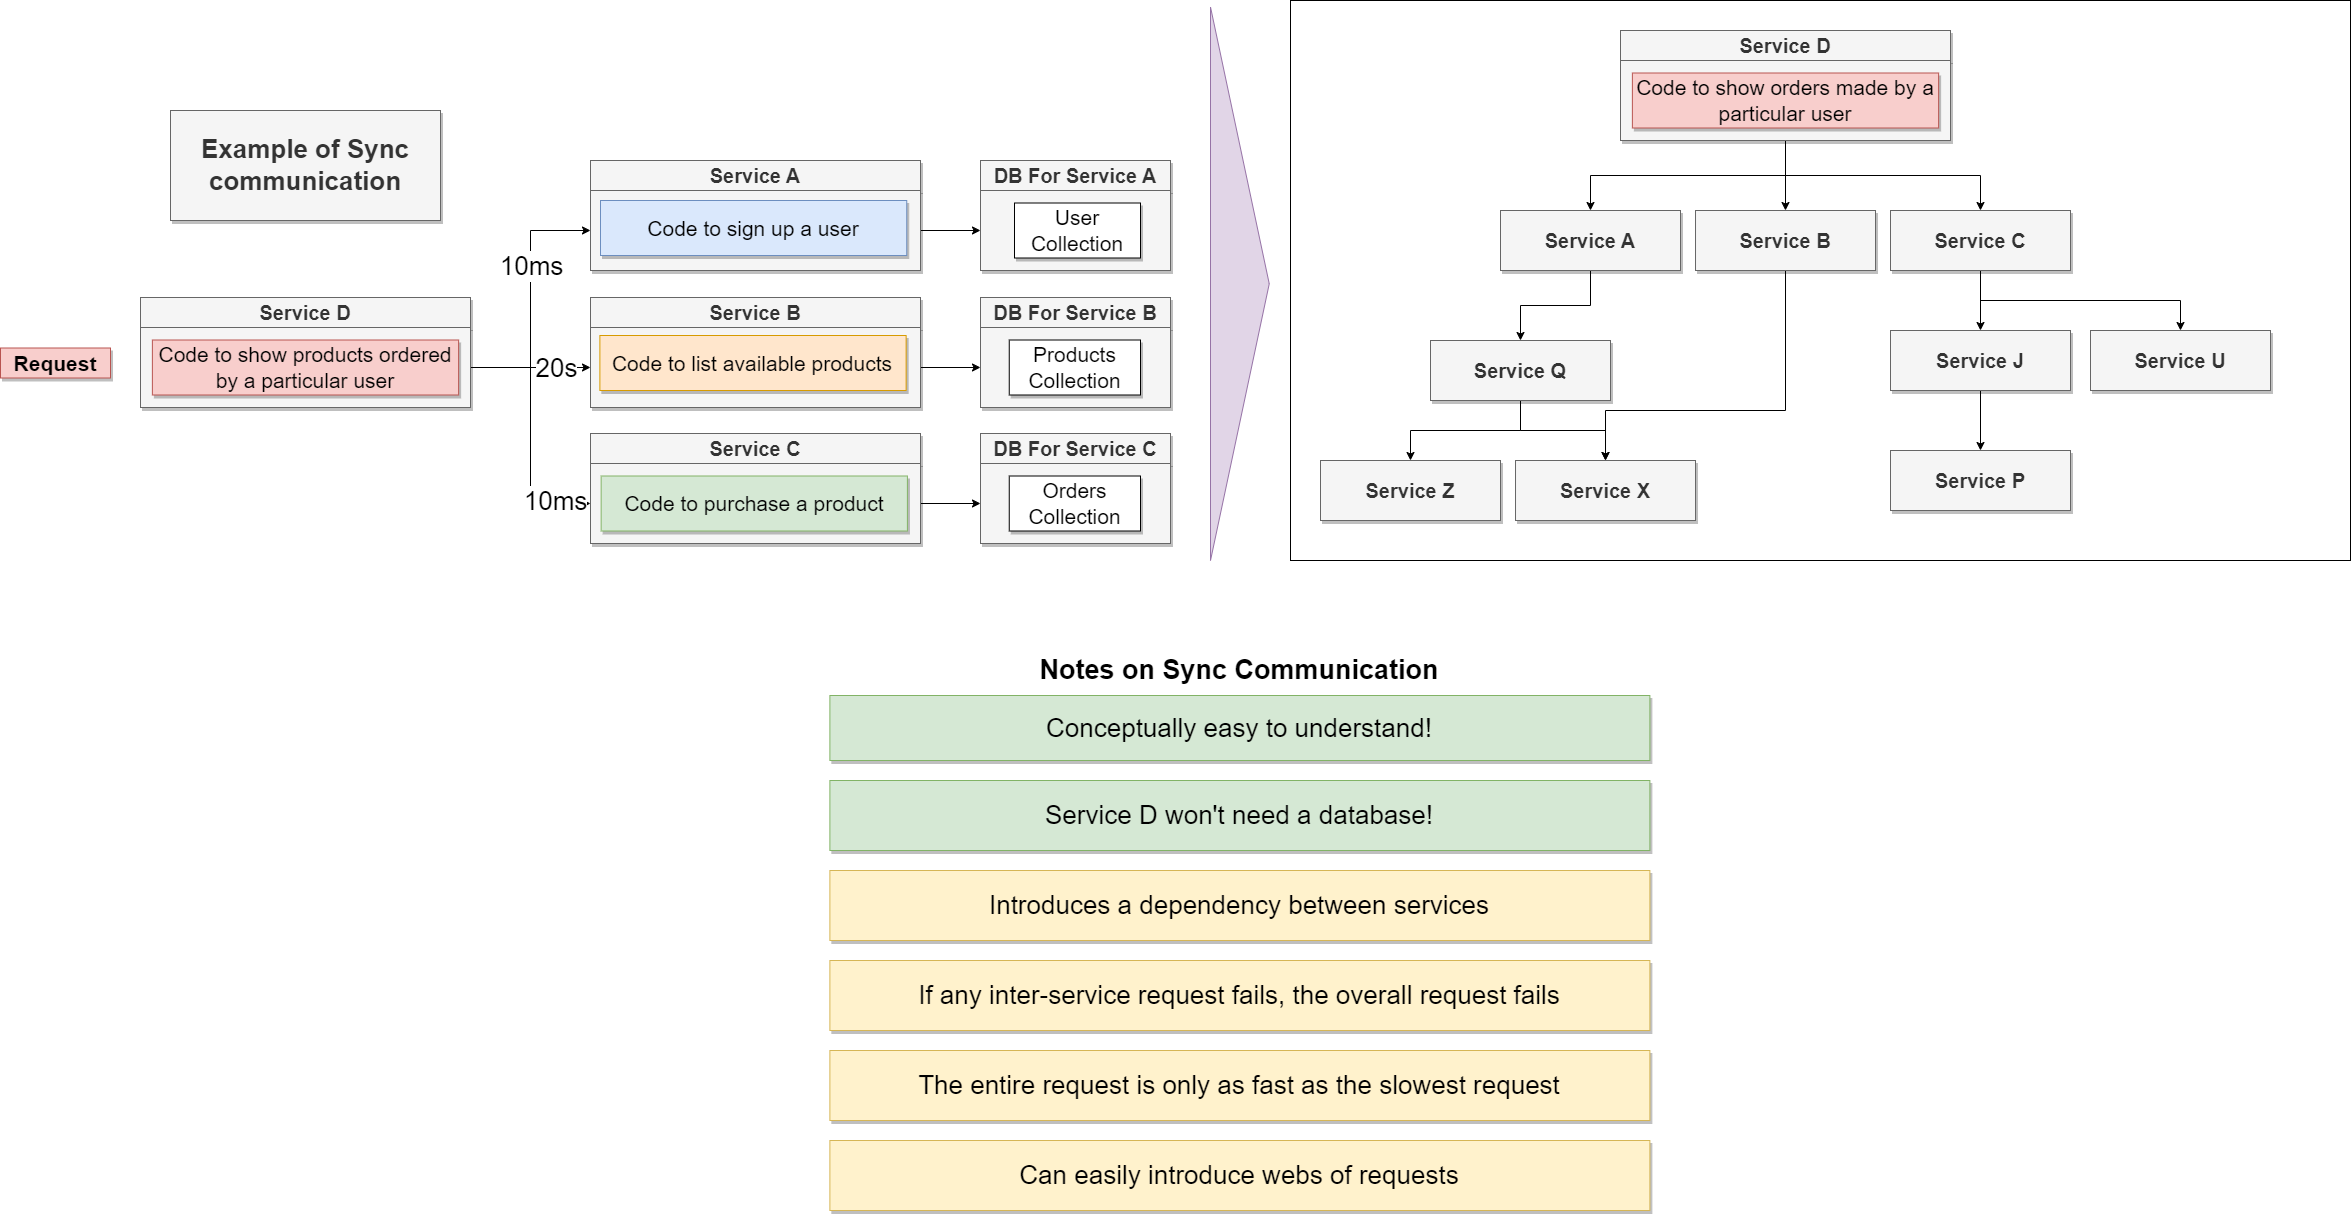 Example of Sync
communication
Request
Service D
Code to show products ordered
by a particular user
10ms
20s
10ms
Service A
Code to sign up a user
DB For Service A
User
Collection
Service B
Code to list available products
DB For Service B
Products
Collection
Service C
Code to purchase a product
DB For Service C
Orders
Collection
Service D
Code to show orders made by a
particular user
Service A
Service B
Service C
Service Q
Service J
Service U
Service Z
Service X
Service P
Notes on Sync Communication
Conceptually easy to understand!
Service D won't need a database!
Introduces a dependency between services
If any inter-service request fails, the overall request fails
The entire request is only as fast as the slowest request
Can easily introduce webs of requests